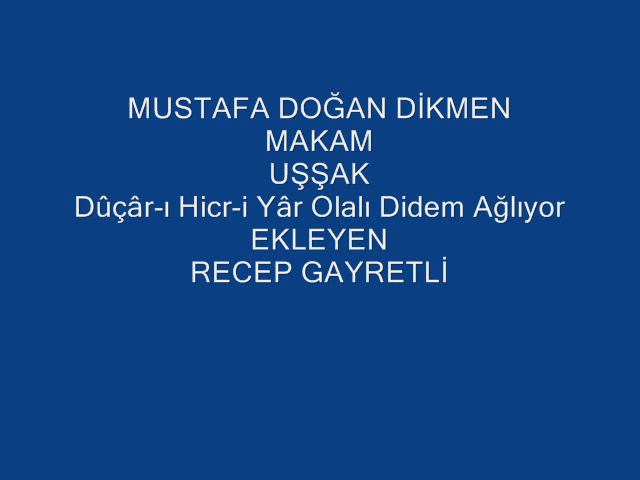 MUSTAFA DOĞAN DİKMEN
MAKAM
UŞŞAK
Dûçâr-ı Hicr-i Yâr Olalı Didem Ağlıyor
EKLEYEN
RECEP GAYRETLİ